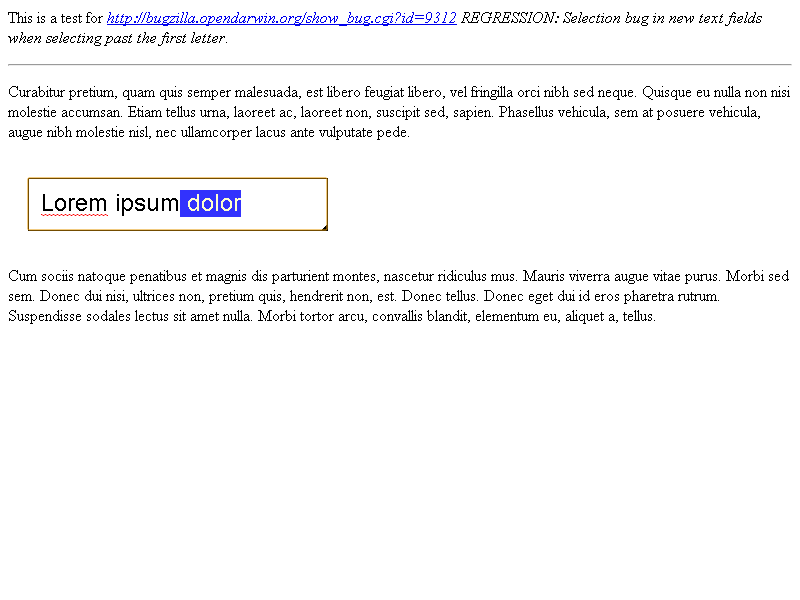 This is a test for http://bugzilla.opendarwin.org/show_bug.cgi?id=9312 REGRESSION: Selection bug in new text fields
when selecting past the first letter.
Curabitur pretium, quam quis semper malesuada, est libero feugiat libero, vel fringilla orci nibh sed neque. Quisque eu nulla non nisi
molestie accumsan. Etiam tellus urna, laoreet ac, laoreet non, suscipit sed, sapien. Phasellus vehicula, sem at posuere vehicula,
augue nibh molestie nisl, nec ullamcorper lacus ante vulputate pede.
Lorem ipsum dolor
Cum sociis natoque penatibus et magnis dis parturient montes, nascetur ridiculus mus. Mauris viverra augue vitae purus. Morbi sed
sem. Donec dui nisi, ultrices non, pretium quis, hendrerit non, est. Donec tellus. Donec eget dui id eros pharetra rutrum.
Suspendisse sodales lectus sit amet nulla. Morbi tortor arcu, convallis blandit, elementum eu, aliquet a, tellus.